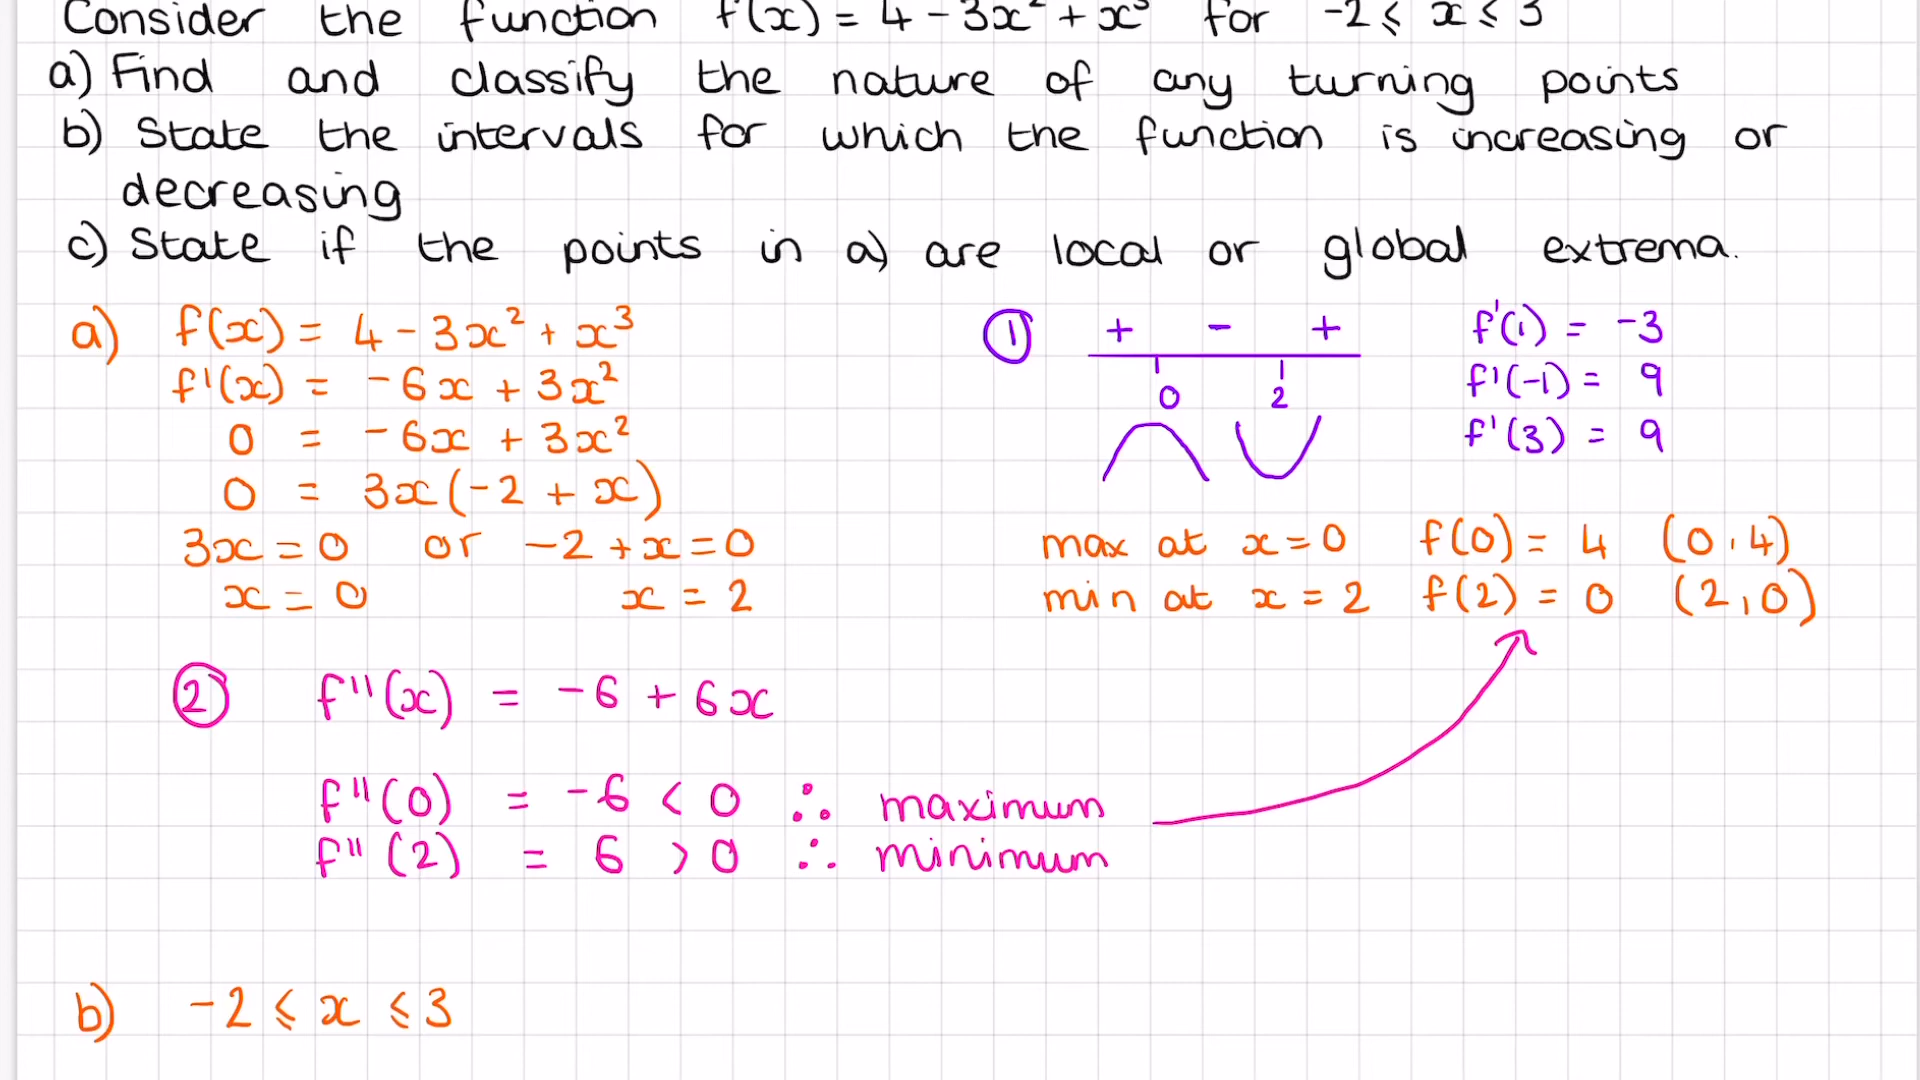 Consider the function f(x) = 4 - 3x² + x³ for -2 ≤ x ≤ 3
a) Find and classify the nature of any turning points
b) State the intervals for which the function is increasing or
decreasing
c) State if the points in a) are local or global extrema.
a) f(x) = 4 - 3x² + x³
f'(x) = -6x + 3x²
0 = -6x + 3x²
0 = 3x(-2 + x)
3x = 0 or -2 + x = 0
x = 0 x = 2
① + - +
0 2
f'(1) = -3
f'(-1) = 9
f'(3) = 9
max at x = 0 f(0) = 4 (0,4)
min at x = 2 f(2) = 0 (2,0)
② f''(x) = -6 + 6x
f''(0) = -6 < 0 ∴ maximum
f''(2) = 6 > 0 ∴ minimum
b) -2 ≤ x ≤ 3